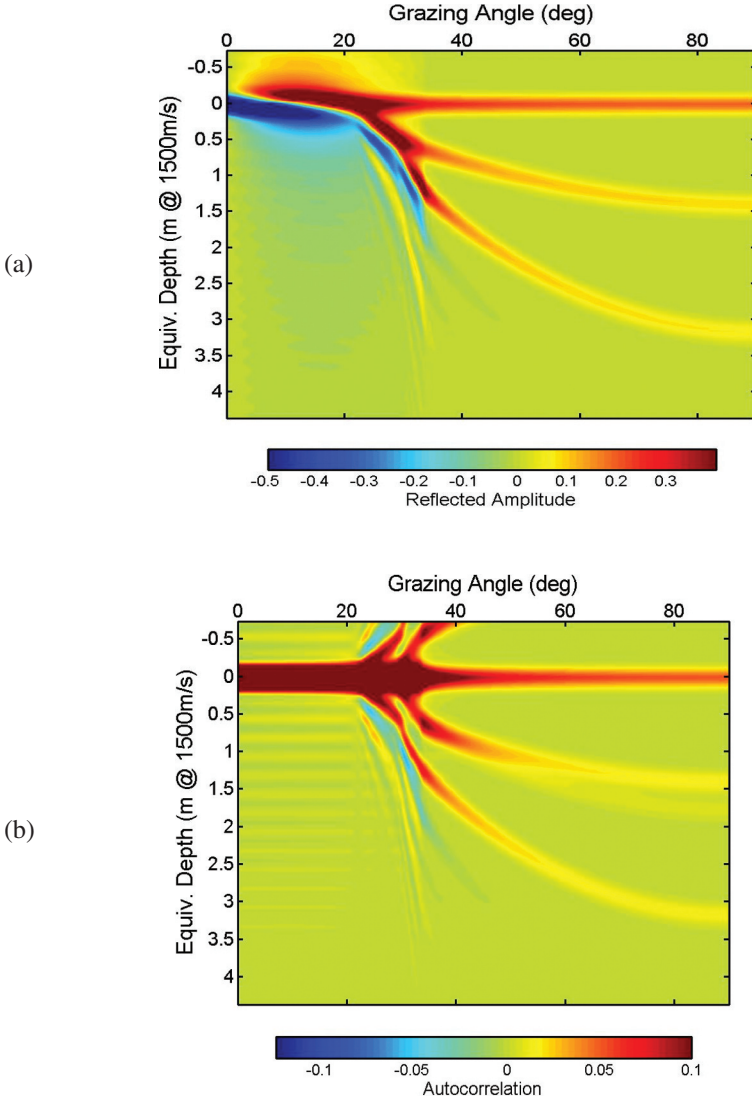 Grazing Angle (deg)
0 20 40 60 80
-0.5
0
0.5
1
1.5
2
2.5
3
3.5
4
Equiv. Depth (m @ 1500m/s)
(a)
-0.5 -0.4 -0.3 -0.2 -0.1 0 0.1 0.2 0.3
Reflected Amplitude
Grazing Angle (deg)
0 20 40 60 80
-0.5
0
0.5
1
1.5
2
2.5
3
3.5
4
Equiv. Depth (m @ 1500m/s)
(b)
-0.1 -0.05 0 0.05 0.1
Autocorrelation